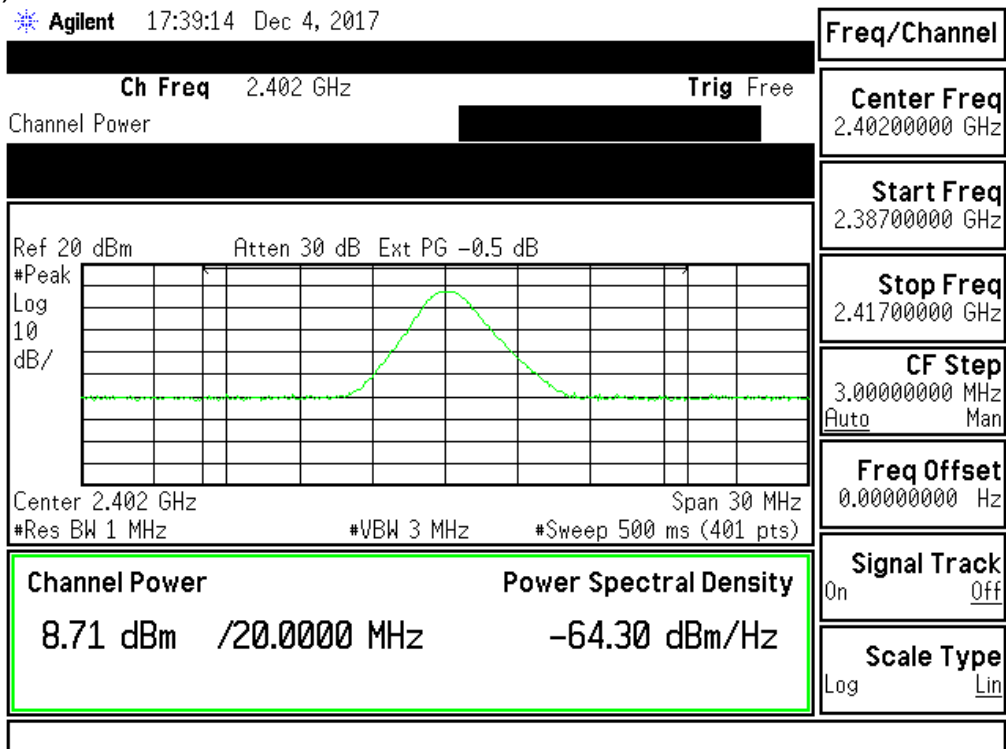 Agilent 17:39:14 Dec 4, 2017
Freq/Channel
Ch Freq 2.402 GHz Trig Free
Channel Power
Center Freq
2.40200000 GHz
Start Freq
2.38700000 GHz
Stop Freq
2.41700000 GHz
CF Step
3.00000000 MHz
Auto Man
Freq Offset
0.00000000 Hz
Signal Track
On Off
Scale Type
Log Lin
Ref 20 dBm Atten 30 dB Ext PG -0.5 dB
#Peak
Log
10
dB/
Center 2.402 GHz Span 30 MHz
#Res BW 1 MHz #VBW 3 MHz #Sweep 500 ms (401 pts)
Channel Power Power Spectral Density
8.71 dBm /20.0000 MHz -64.30 dBm/Hz